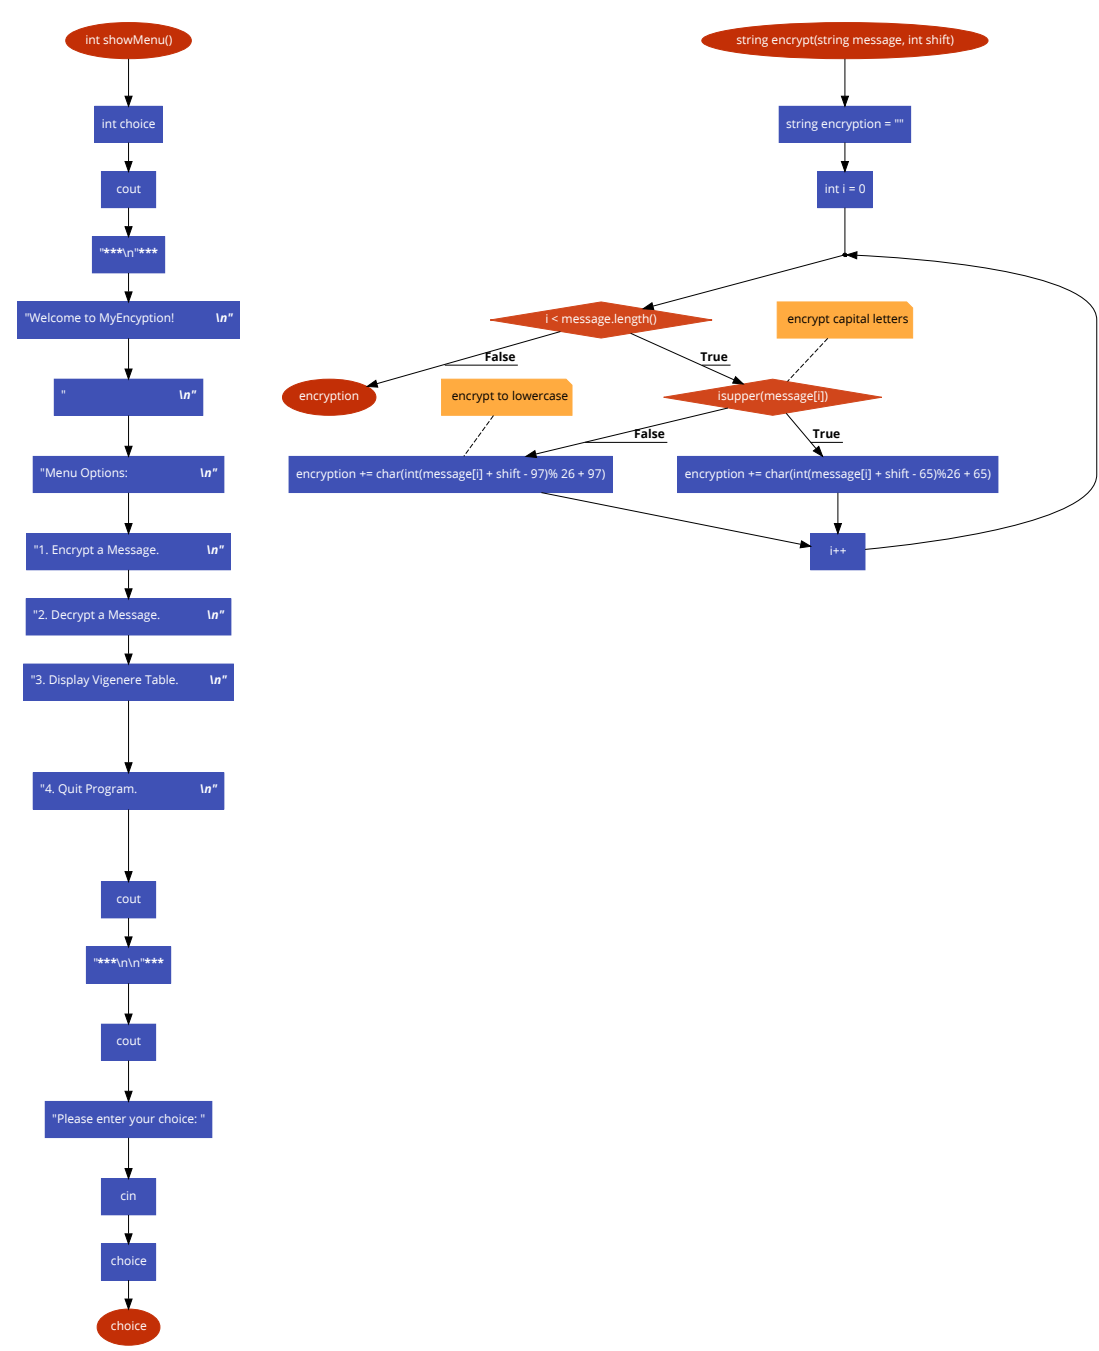 int showMenu()
int choice
cout
"***\n"***
"Welcome to MyEncyption! \n"
" \n"
"Menu Options: \n"
"1. Encrypt a Message. \n"
"2. Decrypt a Message. \n"
"3. Display Vigenere Table. \n"
"4. Quit Program. \n"
cout
"***\n\n"***
cout
"Please enter your choice: "
cin
choice
choice
string encrypt(string message, int shift)
string encryption = ""
int i = 0
i < message.length()
encrypt capital letters
False
True
encryption
encrypt to lowercase
isupper(message[i])
False
True
encryption += char(int(message[i] + shift - 97)% 26 + 97)
encryption += char(int(message[i] + shift - 65)%26 + 65)
i++